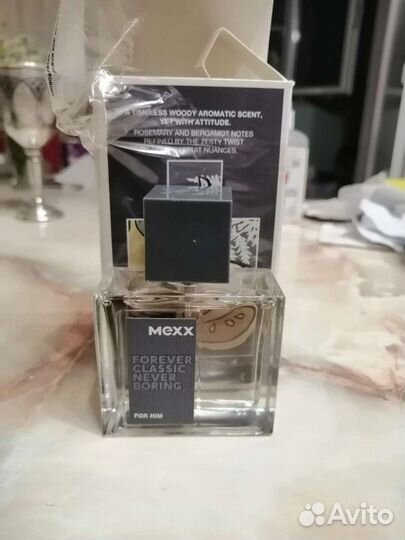 A TIMELESS WOODY AROMATIC SCENT,
YET WITH ATTITUDE.
ROSEMARY AND BERGAMOT NOTES
REFINED BY THE ZESTY TWIST
NUANCES.
MEXX
FOREVER
CLASSIC
NEVER
BORING
FOR HIM
Avito